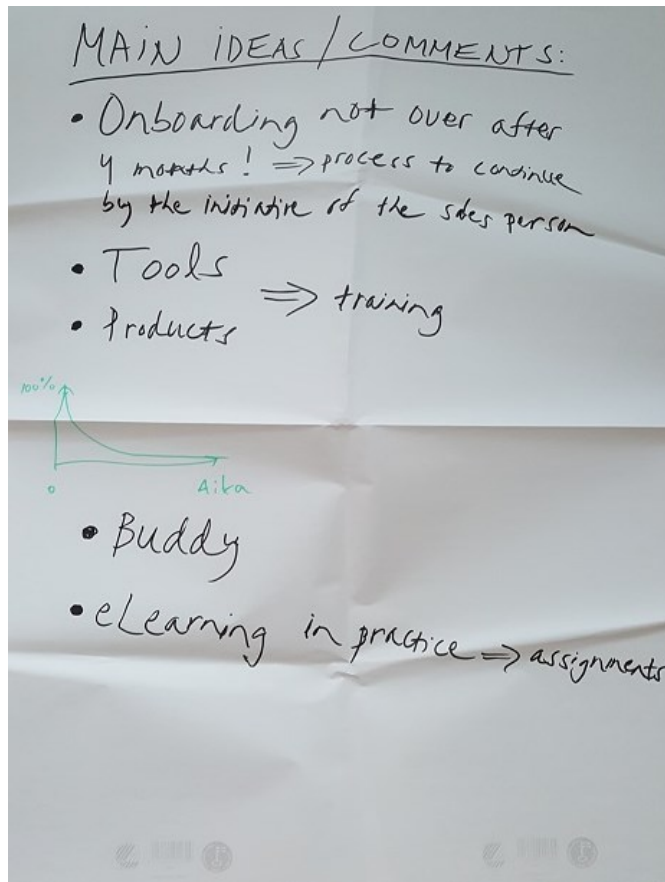 MAIN IDEAS / COMMENTS:
• Onboarding not over after
4 months! => process to continue
by the initiative of the sales person
• Tools
=> training
• Products
100%
0
Aika
• Buddy
• eLearning in practice => assignments